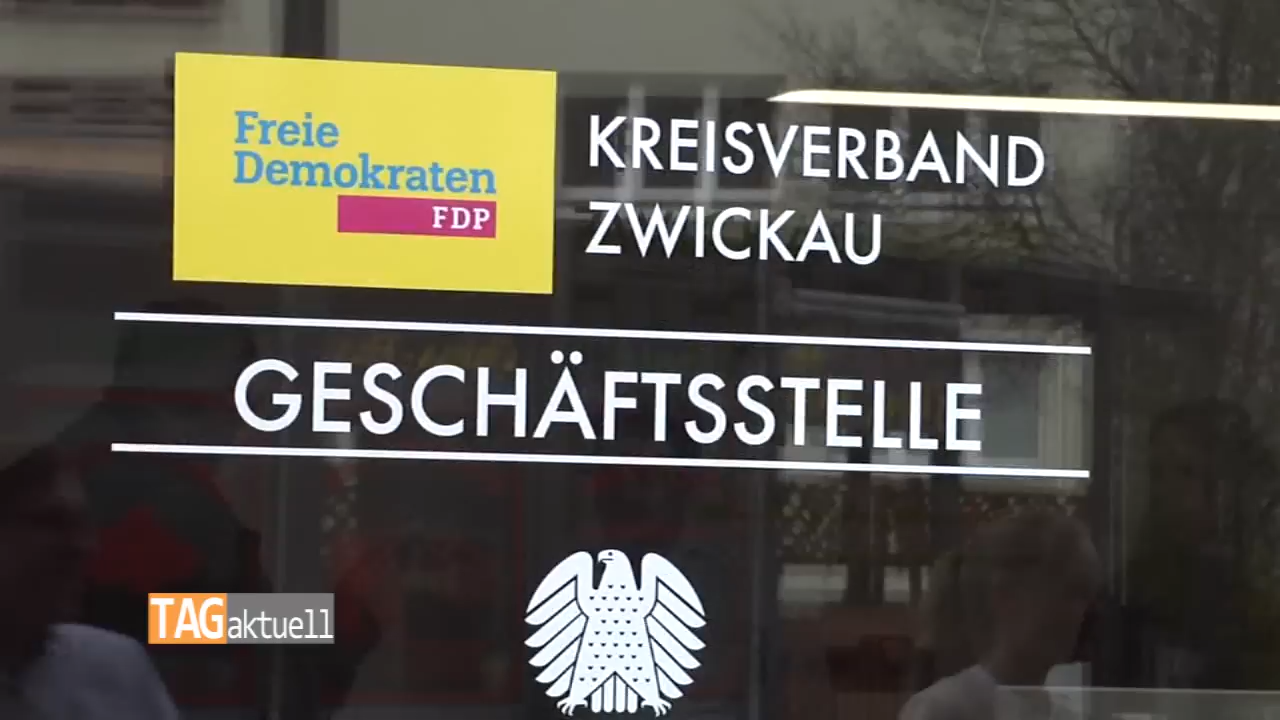 Freie
Demokraten
FDP
KREISVERBAND
ZWICKAU
GESCHÄFTSSTELLE
TAGaktuell